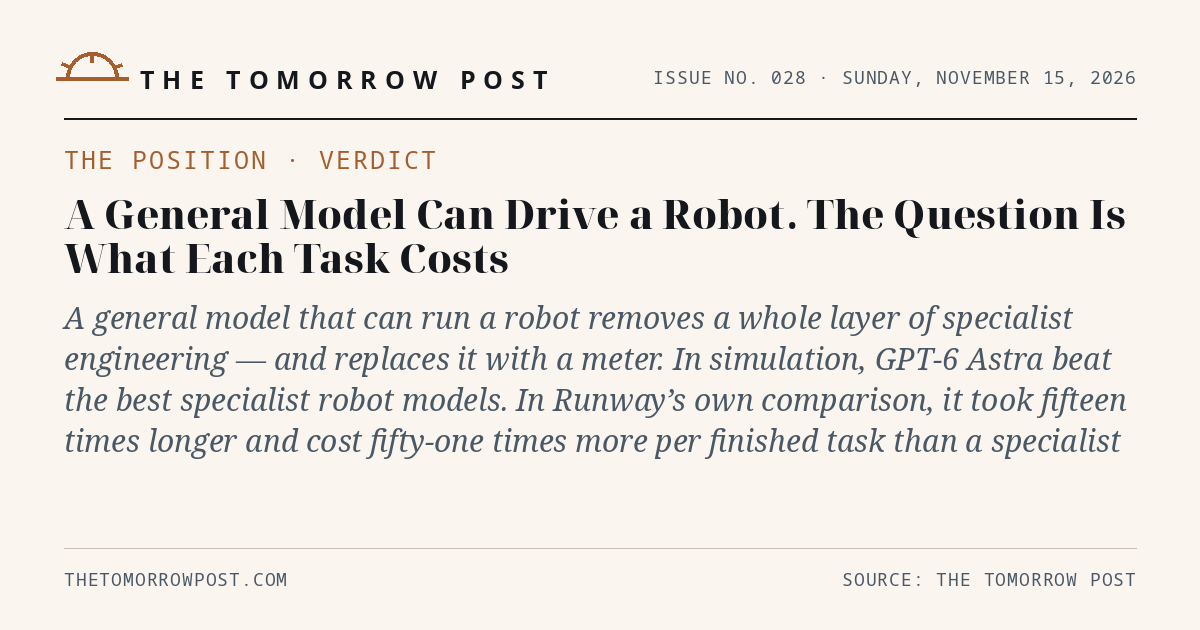 THE TOMORROW POST
ISSUE NO. 028 · SUNDAY, NOVEMBER 15, 2026
THE POSITION · VERDICT
A General Model Can Drive a Robot. The Question Is
What Each Task Costs
A general model that can run a robot removes a whole layer of specialist
engineering — and replaces it with a meter. In simulation, GPT-6 Astra beat
the best specialist robot models. In Runway’s own comparison, it took fifteen
times longer and cost fifty-one times more per finished task than a specialist
THETOMORROWPOST.COM
SOURCE: THE TOMORROW POST